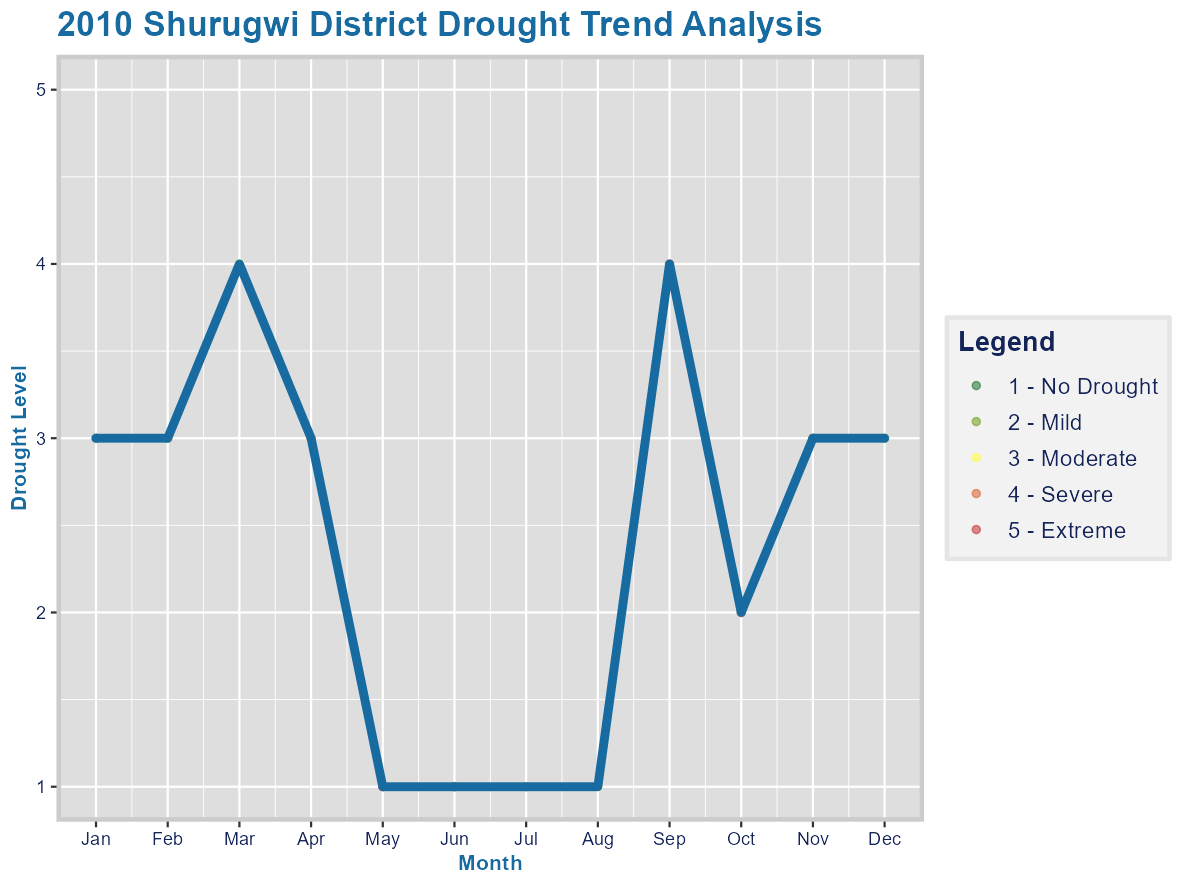 2010 Shurugwi District Drought Trend Analysis
Drought Level
5
4
3
2
1
Jan Feb Mar Apr May Jun Jul Aug Sep Oct Nov Dec
Month
Legend
1 - No Drought
2 - Mild
3 - Moderate
4 - Severe
5 - Extreme